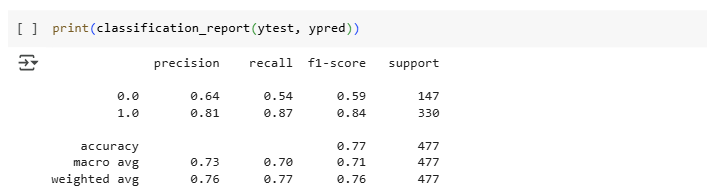 [ ] print(classification_report(ytest, ypred))
precision recall f1-score support
0.0 0.64 0.54 0.59 147
1.0 0.81 0.87 0.84 330
accuracy 0.77 477
macro avg 0.73 0.70 0.71 477
weighted avg 0.76 0.77 0.76 477